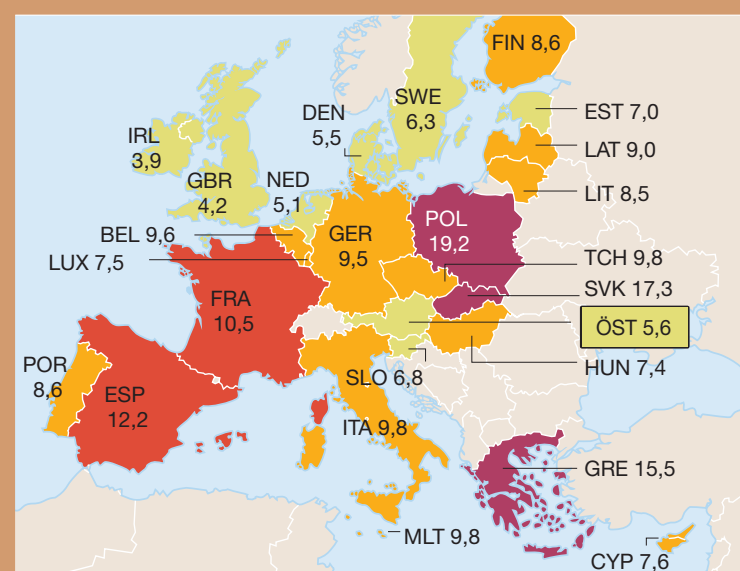 FIN 8,6
SWE
6,3
DEN
5,5
EST 7,0
IRL
3,9
LAT 9,0
GBR
4,2
NED
5,1
LIT 8,5
POL
19,2
BEL 9,6
GER
9,5
LUX 7,5
TCH 9,8
SVK 17,3
FRA
10,5
ÖST 5,6
POR
8,6
HUN 7,4
SLO 6,8
ESP
12,2
ITA 9,8
GRE 15,5
MLT 9,8
CYP 7,6